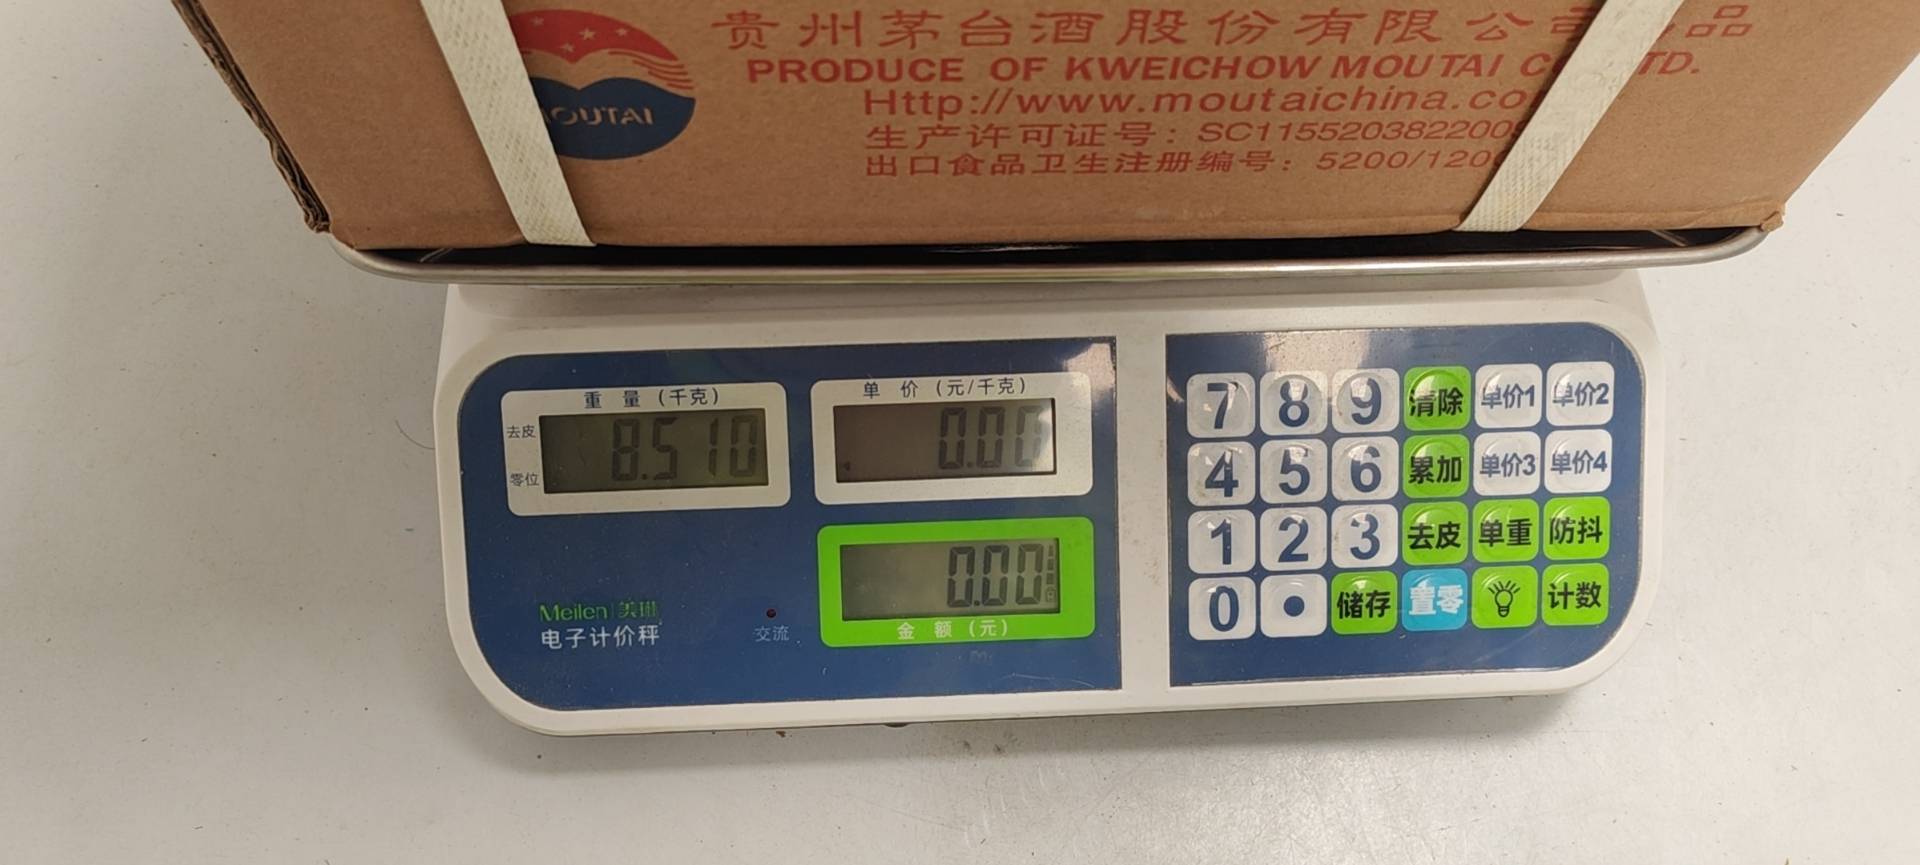 贵州茅台酒股份有限公
PRODUCE OF KWEICHOW MOUTAI
Http://www.moutaichina.co
生产许可证号：SC1155203822009
出口食品卫生注册编号：5200/1200
MOUTAI
重 量（千克）
8.510
去皮
零位
单 价（元/千克）
0.00
0.00
金 额（元）
Meilen 美琳
电子计价秤
交流
7 8 9 清除 单价1 单价2
4 5 6 累加 单价3 单价4
1 2 3 去皮 单重 防抖
0 • 储存 置零 计数